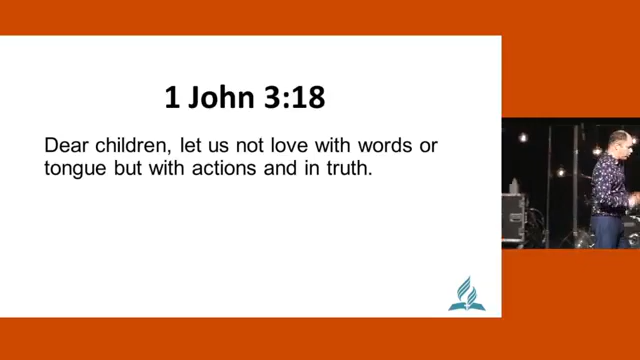 1 John 3:18
Dear children, let us not love with words or
tongue but with actions and in truth.